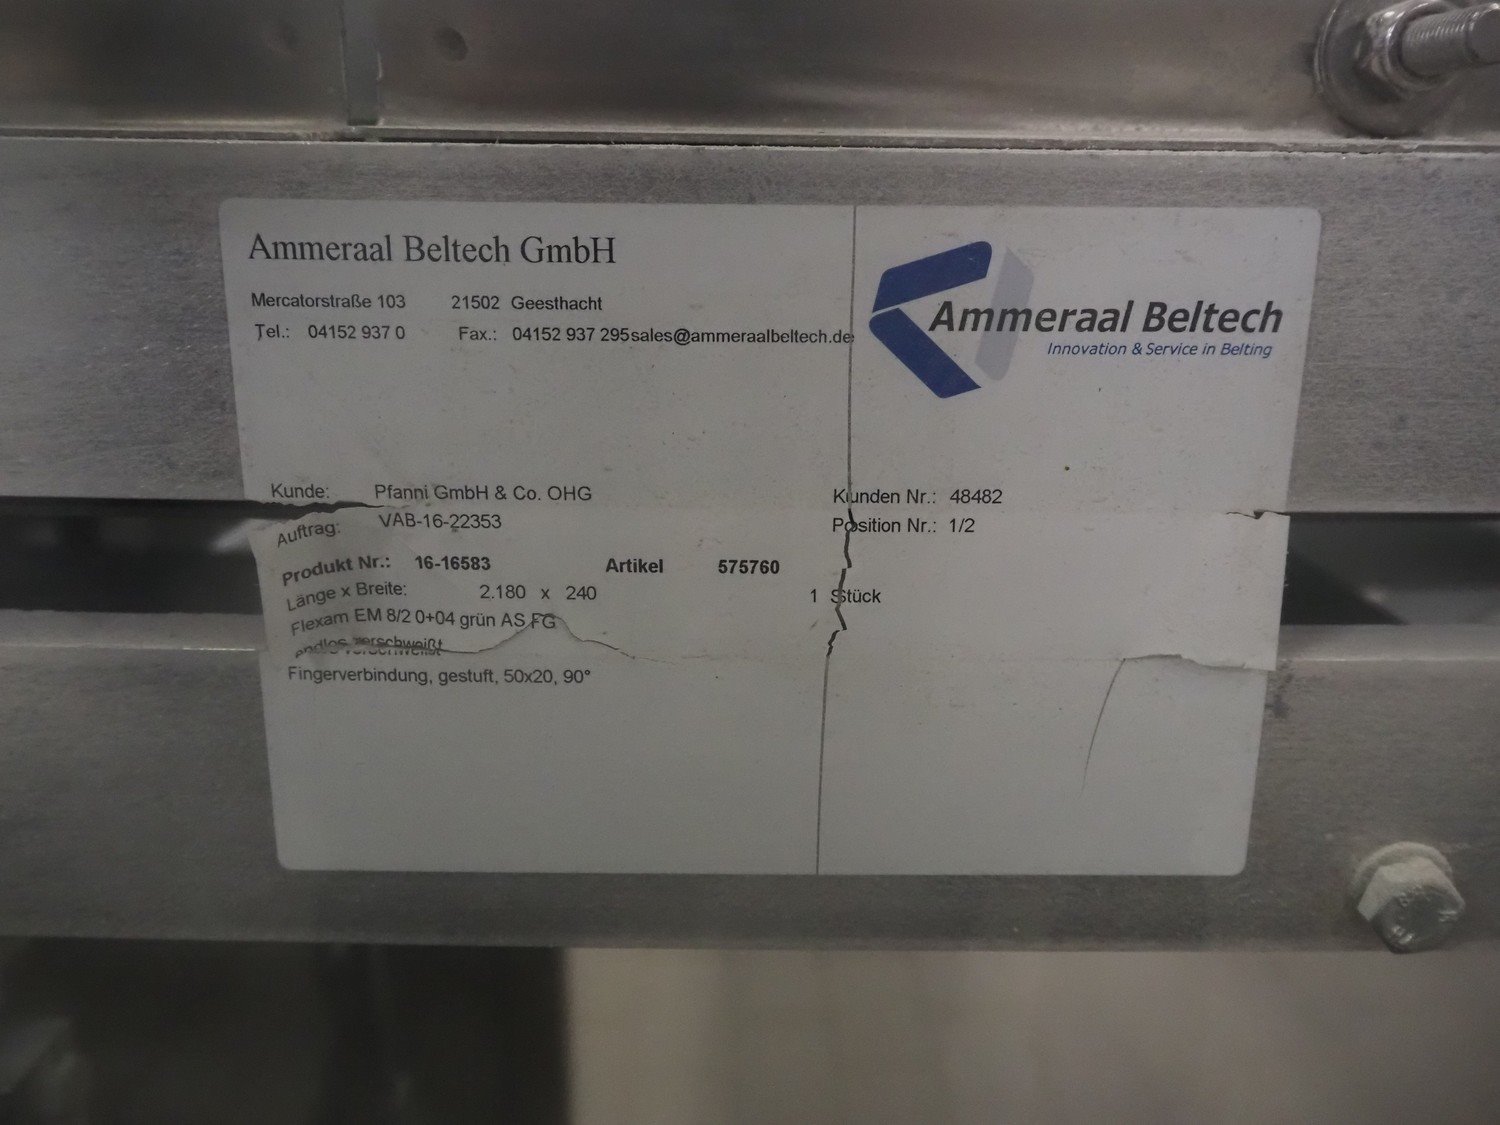 Ammeraal Beltech GmbH
Mercatorstraße 103 21502 Geesthacht
Tel.: 04152 937 0 Fax.: 04152 937 295sales@ammeraalbeltech.de
Ammeraal Beltech
Innovation & Service in Belting
Kunde: Pfanni GmbH & Co. OHG Kunden Nr.: 48482
Auftrag: VAB-16-22353 Position Nr.: 1/2
Produkt Nr.: 16-16583 Artikel 575760
Länge x Breite: 2.180 x 240 1 Stück
Flexam EM 8/2 0+04 grün AS FG
endlos verschweißt
Fingerverbindung, gestuft, 50x20, 90°